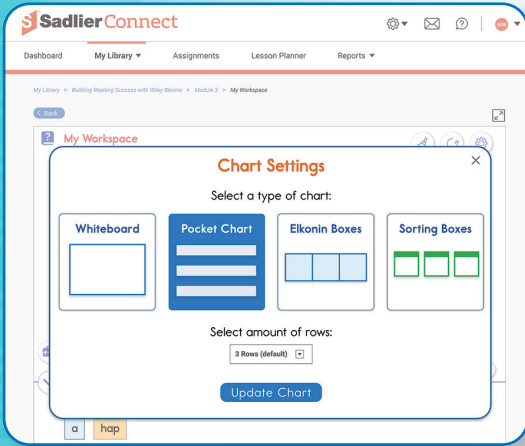 Sadlier Connect
MW
Dashboard My Library Assignments Lesson Planner Reports
My Library > Building Reading Success with Wiley Blevins > Module 3 > My Workspace
< Back
My Workspace
Chart Settings
Select a type of chart:
Whiteboard Pocket Chart Elkonin Boxes Sorting Boxes
Select amount of rows:
3 Rows (default)
Update Chart
a hap